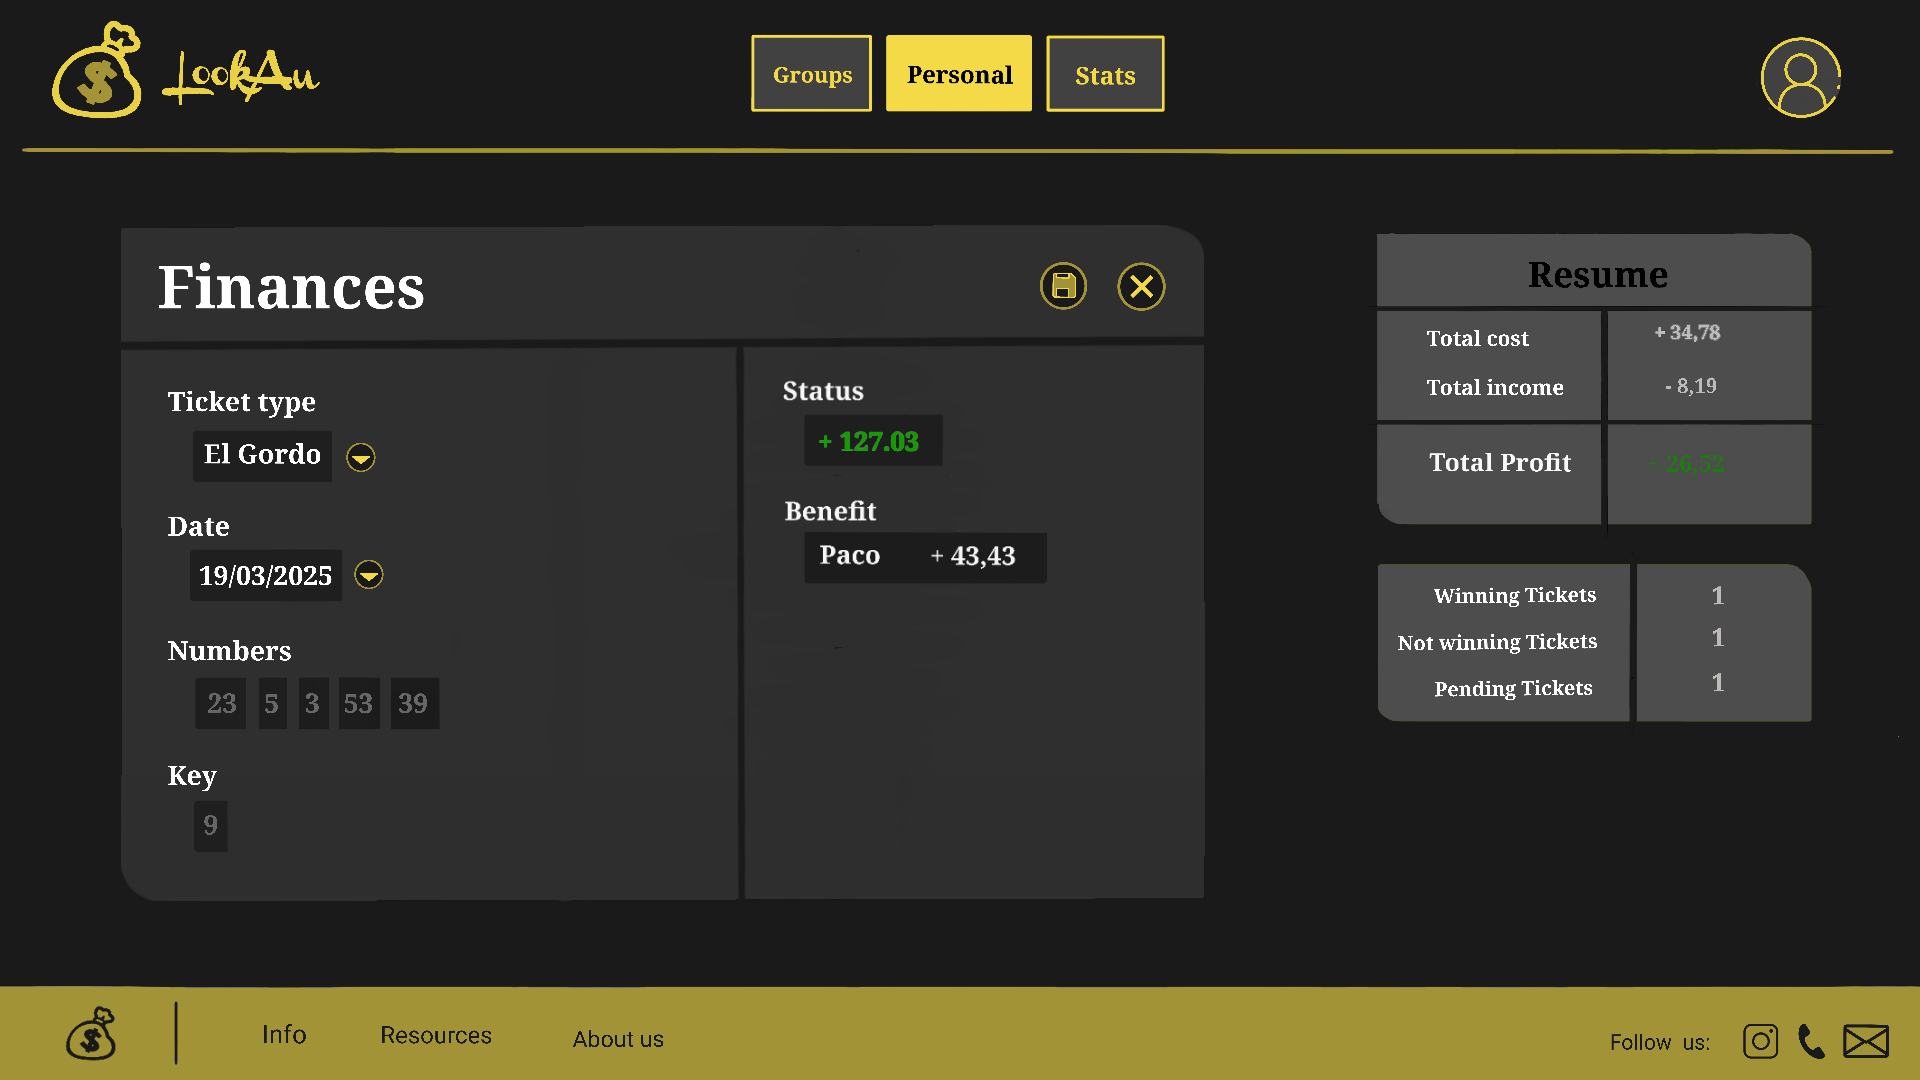 LookAu
Groups
Personal
Stats
Finances
Ticket type
El Gordo
Date
19/03/2025
Numbers
23 5 3 53 39
Key
9
Status
+ 127.03
Benefit
Paco + 43,43
Resume
Total cost + 34,78
Total income - 8,19
Total Profit 26,52
Winning Tickets 1
Not winning Tickets 1
Pending Tickets 1
Info
Resources
About us
Follow us: